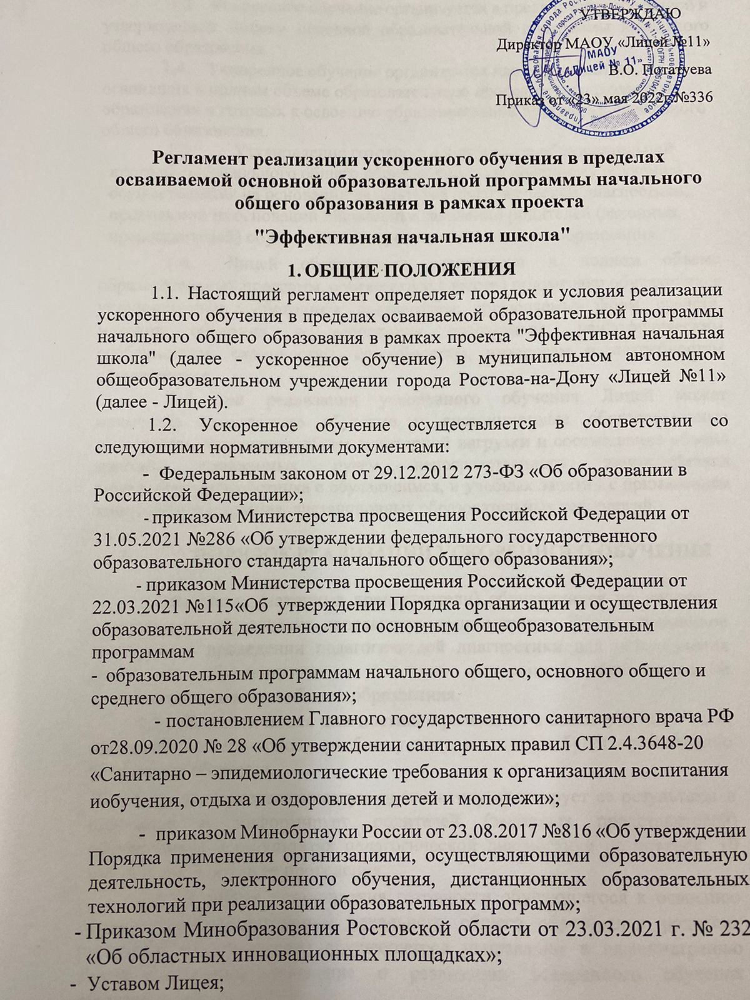 УТВЕРЖДАЮ
Директор МАОУ «Лицей №11»
МАОУ
«Лицей № 11»
В.О. Потатуева
Приказ от «23» мая 2022 №336
Регламент реализации ускоренного обучения в пределах
осваиваемой основной образовательной программы начального
общего образования в рамках проекта
"Эффективная начальная школа"
1. ОБЩИЕ ПОЛОЖЕНИЯ
1.1. Настоящий регламент определяет порядок и условия реализации
ускоренного обучения в пределах осваиваемой образовательной программы
начального общего образования в рамках проекта "Эффективная начальная
школа" (далее - ускоренное обучение) в муниципальном автономном
общеобразовательном учреждении города Ростова-на-Дону «Лицей №11»
(далее - Лицей).
1.2. Ускоренное обучение осуществляется в соответствии со
следующими нормативными документами:
- Федеральным законом от 29.12.2012 273-ФЗ «Об образовании в
Российской Федерации»;
- приказом Министерства просвещения Российской Федерации от
31.05.2021 №286 «Об утверждении федерального государственного
образовательного стандарта начального общего образования»;
- приказом Министерства просвещения Российской Федерации от
22.03.2021 №115«Об утверждении Порядка организации и осуществления
образовательной деятельности по основным общеобразовательным
программам
- образовательным программам начального общего, основного общего и
среднего общего образования»;
- постановлением Главного государственного санитарного врача РФ
от28.09.2020 № 28 «Об утверждении санитарных правил СП 2.4.3648-20
«Санитарно – эпидемиологические требования к организациям воспитания
иобучения, отдыха и оздоровления детей и молодежи»;
- приказом Минобрнауки России от 23.08.2017 №816 «Об утверждении
Порядка применения организациями, осуществляющими образовательную
деятельность, электронного обучения, дистанционных образовательных
технологий при реализации образовательных программ»;
- Приказом Минобразования Ростовской области от 23.03.2021 г. № 232
«Об областных инновационных площадках»;
- Уставом Лицея;